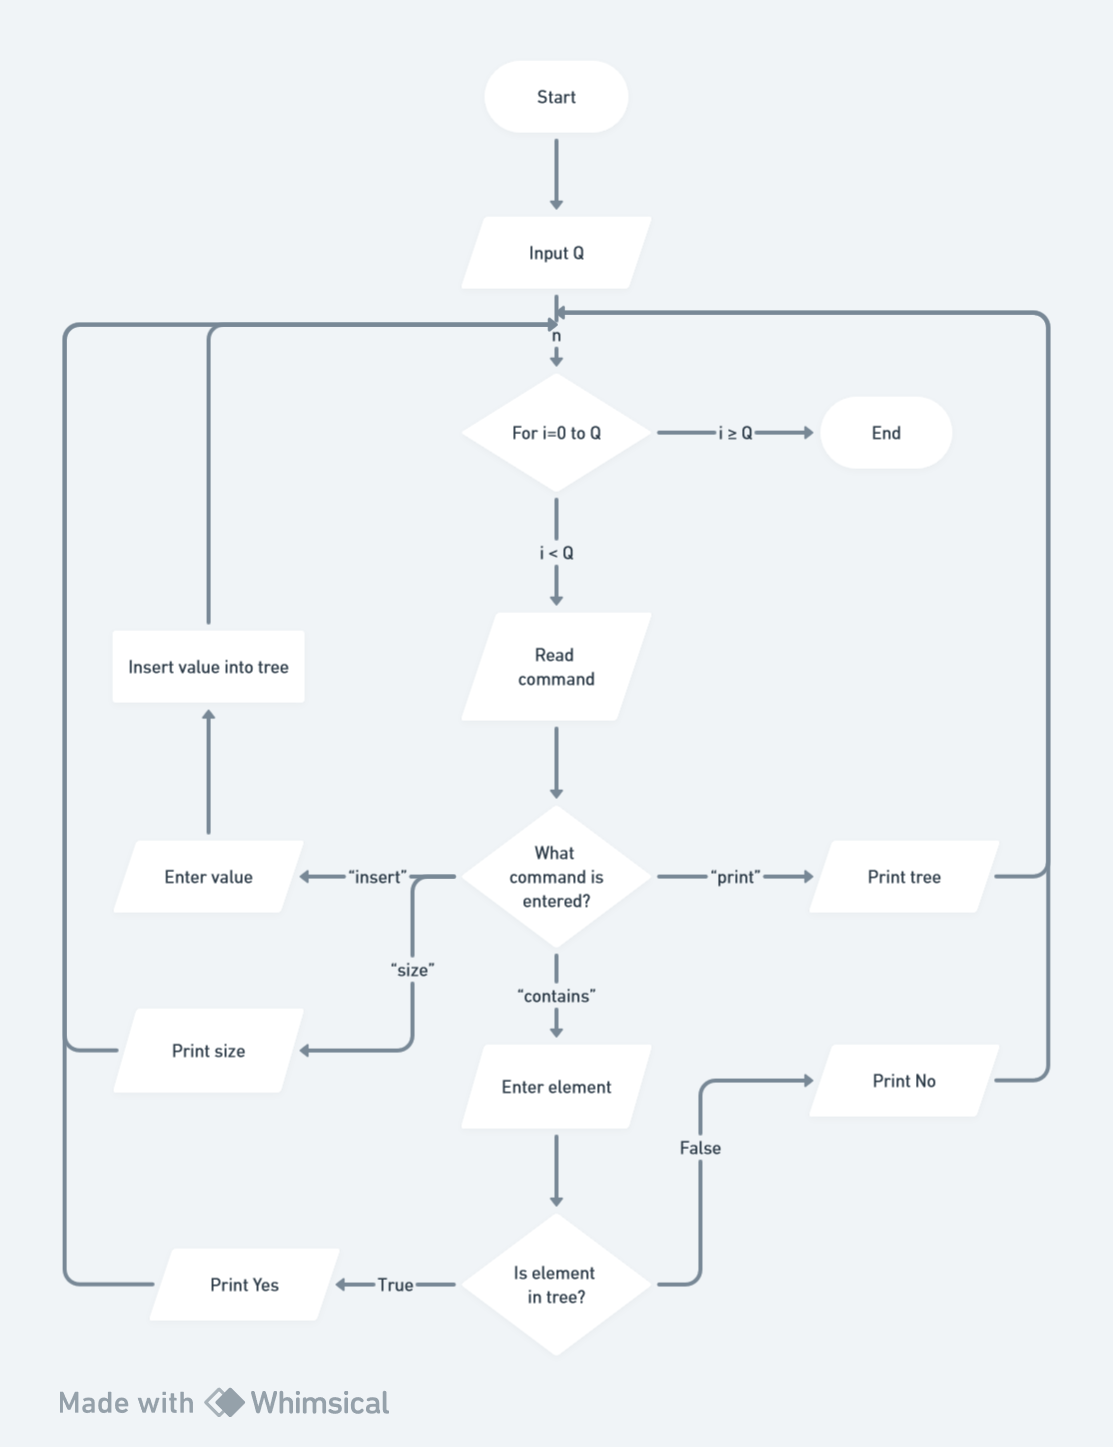 Start
Input Q
n
For i=0 to Q
i ≥ Q
End
i < Q
Read
command
Insert value into tree
What
command is
entered?
“insert”
Enter value
“print”
Print tree
“size”
Print size
“contains”
Enter element
Print No
False
Is element
in tree?
True
Print Yes
Made with Whimsical